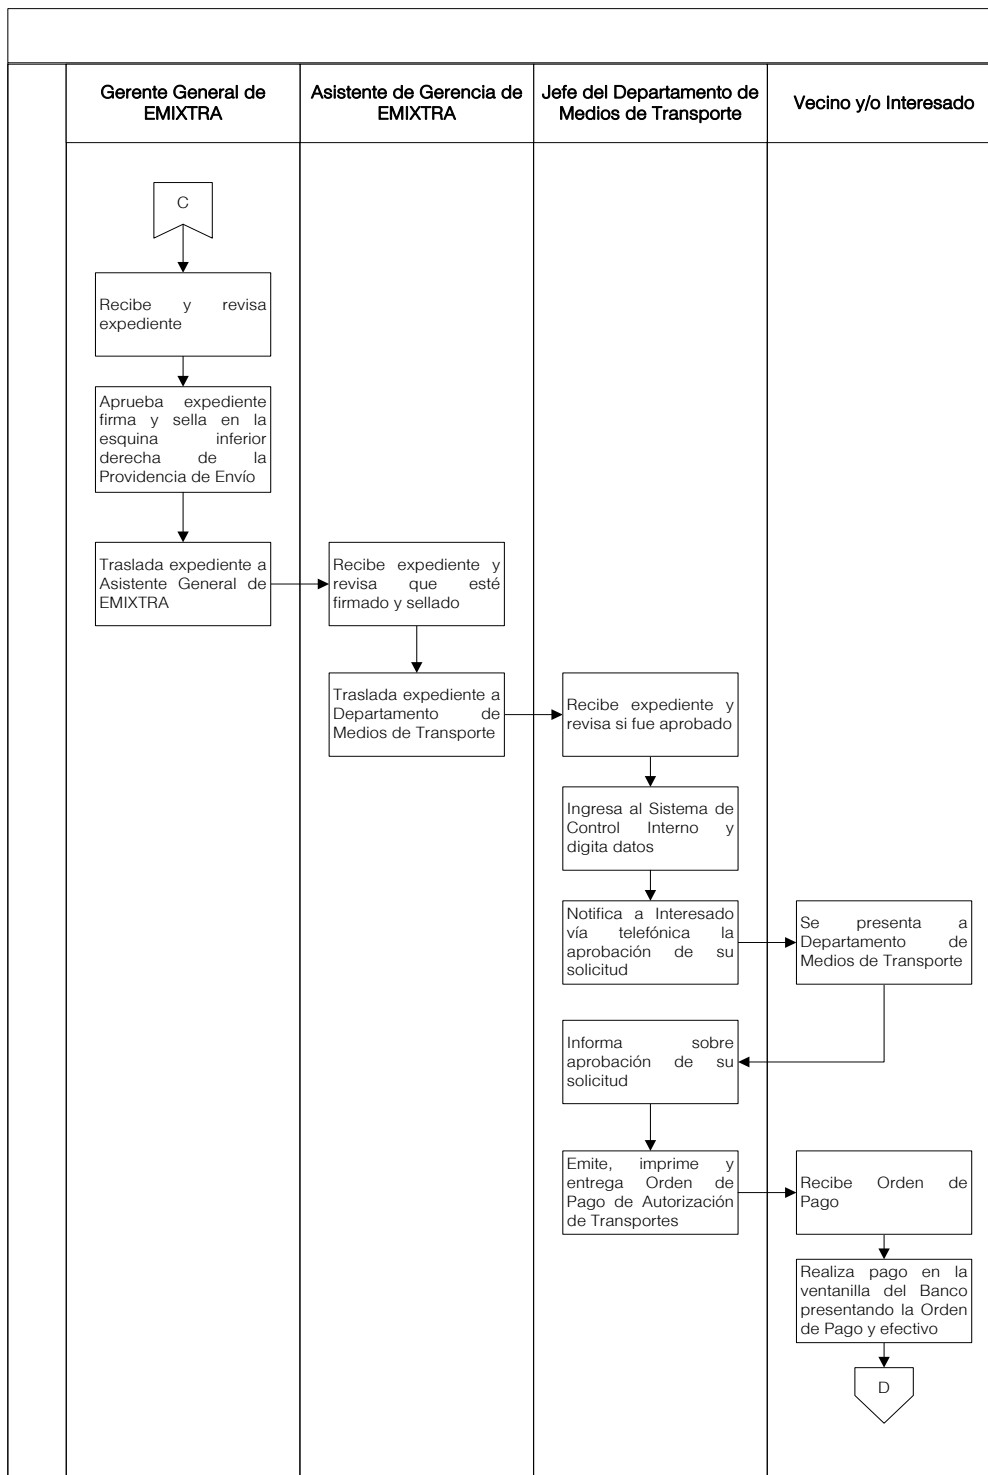 Gerente General de
EMIXTRA
Asistente de Gerencia de
EMIXTRA
Jefe del Departamento de
Medios de Transporte
Vecino y/o Interesado
C
Recibe y revisa
expediente
Aprueba expediente
firma y sella en la
esquina inferior
derecha de la
Providencia de Envío
Traslada expediente a
Asistente General de
EMIXTRA
Recibe expediente y
revisa que esté
firmado y sellado
Traslada expediente a
Departamento de
Medios de Transporte
Recibe expediente y
revisa si fue aprobado
Ingresa al Sistema de
Control Interno y
digita datos
Notifica a Interesado
vía telefónica la
aprobación de su
solicitud
Se presenta a
Departamento de
Medios de Transporte
Informa sobre
aprobación de su
solicitud
Emite, imprime y
entrega Orden de
Pago de Autorización
de Transportes
Recibe Orden de
Pago
Realiza pago en la
ventanilla del Banco
presentando la Orden
de Pago y efectivo
D